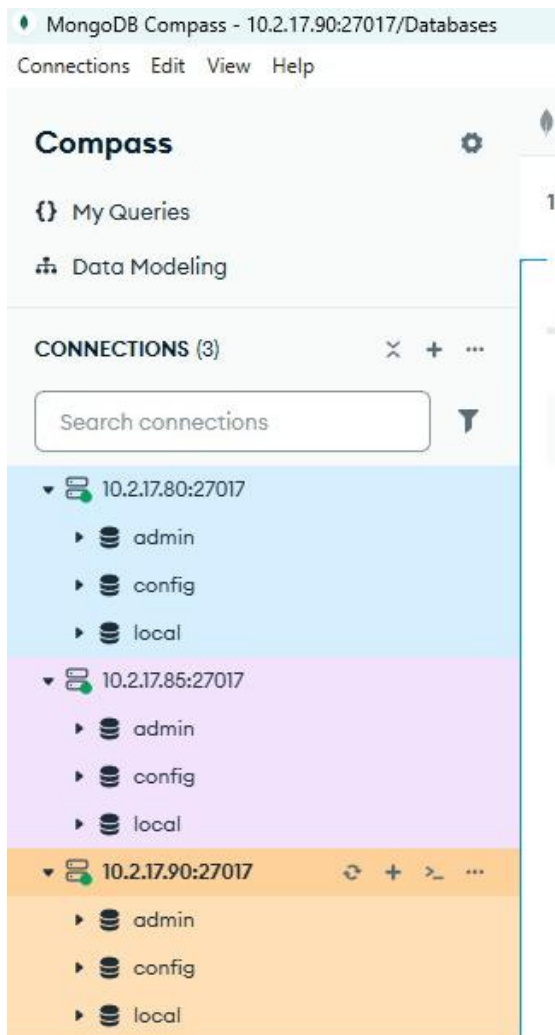 MongoDB Compass - 10.2.17.90:27017/Databases
Connections Edit View Help
Compass
{} My Queries
Data Modeling
CONNECTIONS (3)
Search connections
10.2.17.80:27017
admin
config
local
10.2.17.85:27017
admin
config
local
10.2.17.90:27017
admin
config
local